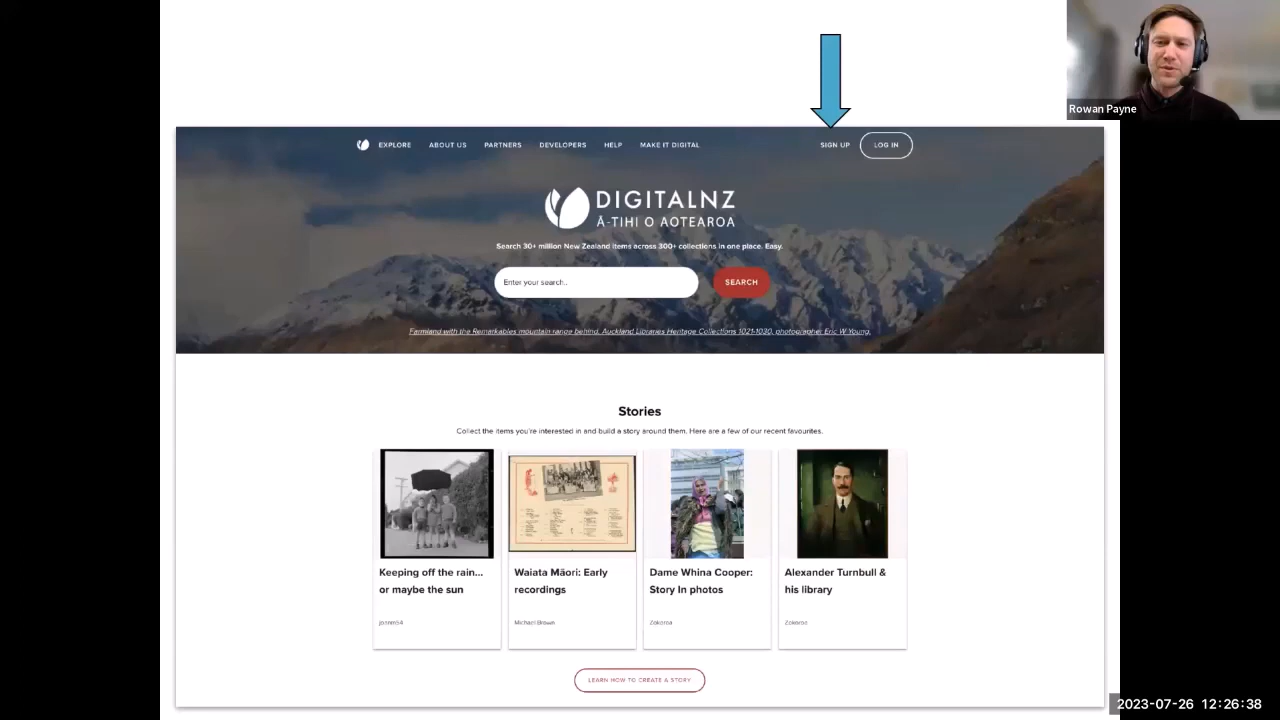 Rowan Payne
EXPLORE ABOUT US PARTNERS DEVELOPERS HELP MAKE IT DIGITAL SIGN UP LOG IN
DIGITALNZ
Ā-TIHI O AOTEAROA
Search 30+ million New Zealand items across 300+ collections in one place. Easy.
Enter your search.. SEARCH
Farmland with the Remarkables mountain range behind. Auckland Libraries Heritage Collections 1021-1030, photographer Eric W Young.
Stories
Collect the items you're interested in and build a story around them. Here are a few of our recent favourites.
Keeping off the rain...
or maybe the sun
Waiata Māori: Early
recordings
Dame Whina Cooper:
Story In photos
Alexander Turnbull &
his library
Michael Brown
Zokoroa
Zokoroa
LEARN HOW TO CREATE A STORY
2023-07-26 12:26:38